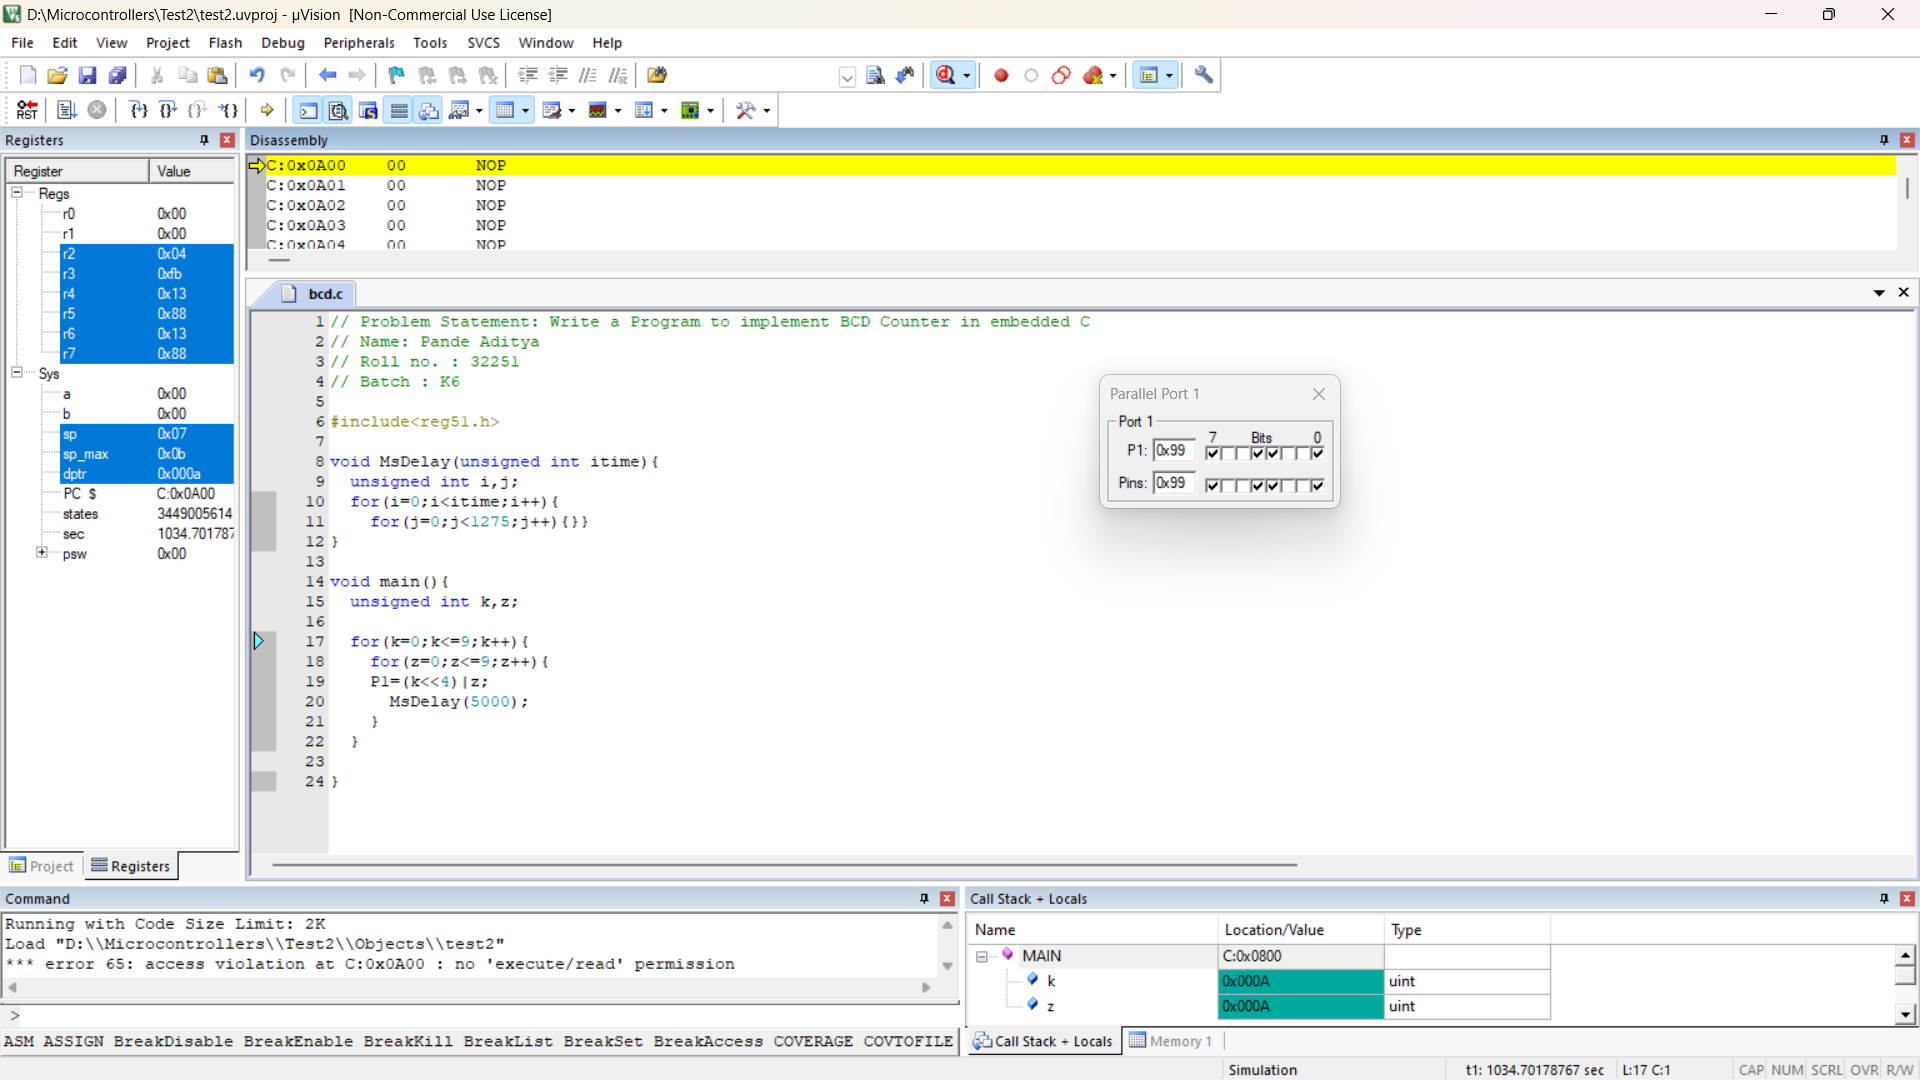 D:\Microcontrollers\Test2\test2.uvproj - µVision  [Non-Commercial Use License]
File Edit View Project Flash Debug Peripherals Tools SVCS Window Help
RST
Registers
Register Value
Regs
r0 0x00
r1 0x00
r2 0x04
r3 0xfb
r4 0x13
r5 0x88
r6 0x13
r7 0x88
Sys
a 0x00
b 0x00
sp 0x07
sp_max 0x0b
dptr 0x000a
PC $ C:0x0A00
states 3449005614
sec 1034.701787
psw 0x00
Project Registers
Disassembly
C:0x0A00 00 NOP
C:0x0A01 00 NOP
C:0x0A02 00 NOP
C:0x0A03 00 NOP
C:0x0A04 00 NOP
bcd.c
1 // Problem Statement: Write a Program to implement BCD Counter in embedded C
2 // Name: Pande Aditya
3 // Roll no. : 32251
4 // Batch : K6
5
6 #include<reg51.h>
7
8 void MsDelay(unsigned int itime){
9 unsigned int i,j;
10 for(i=0;i<itime;i++){
11 for(j=0;j<1275;j++){}}
12 }
13
14 void main(){
15 unsigned int k,z;
16
17 for(k=0;k<=9;k++){
18 for(z=0;z<=9;z++){
19 P1=(k<<4)|z;
20 MsDelay(5000);
21 }
22 }
23
24 }
Parallel Port 1
Port 1
7 Bits 0
P1: 0x99
Pins: 0x99
Command
Running with Code Size Limit: 2K
Load "D:\\Microcontrollers\\Test2\\Objects\\test2"
*** error 65: access violation at C:0x0A00 : no 'execute/read' permission
>
ASM ASSIGN BreakDisable BreakEnable BreakKill BreakList BreakSet BreakAccess COVERAGE COVTOFILE
Call Stack + Locals
Name Location/Value Type
MAIN C:0x0800
k 0x000A uint
z 0x000A uint
Call Stack + Locals Memory 1
Simulation t1: 1034.70178767 sec L:17 C:1 CAP NUM SCRL OVR R/W